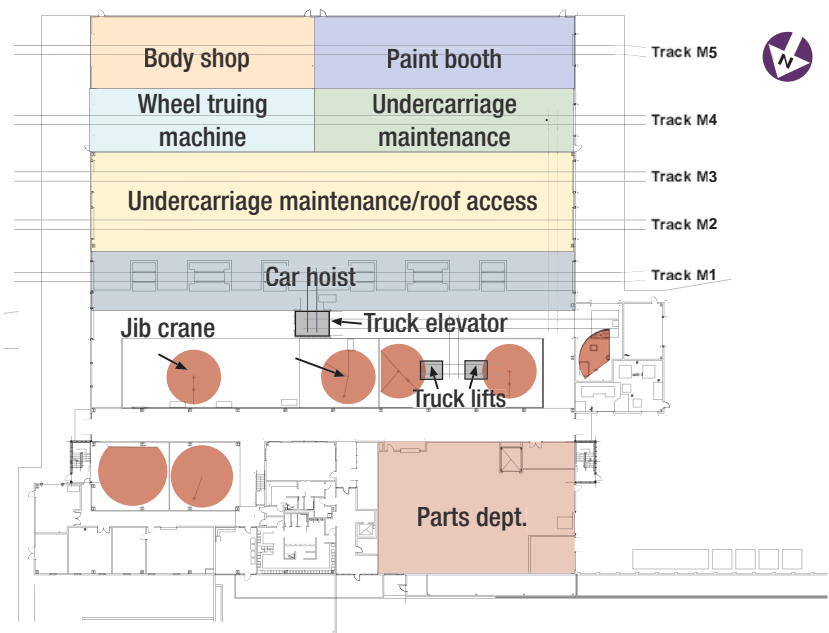 Body shop
Paint booth
Track M5
N
Wheel truing
machine
Undercarriage
maintenance
Track M4
Track M3
Undercarriage maintenance/roof access
Track M2
Car hoist
Track M1
Jib crane
Truck elevator
Truck lifts
Parts dept.